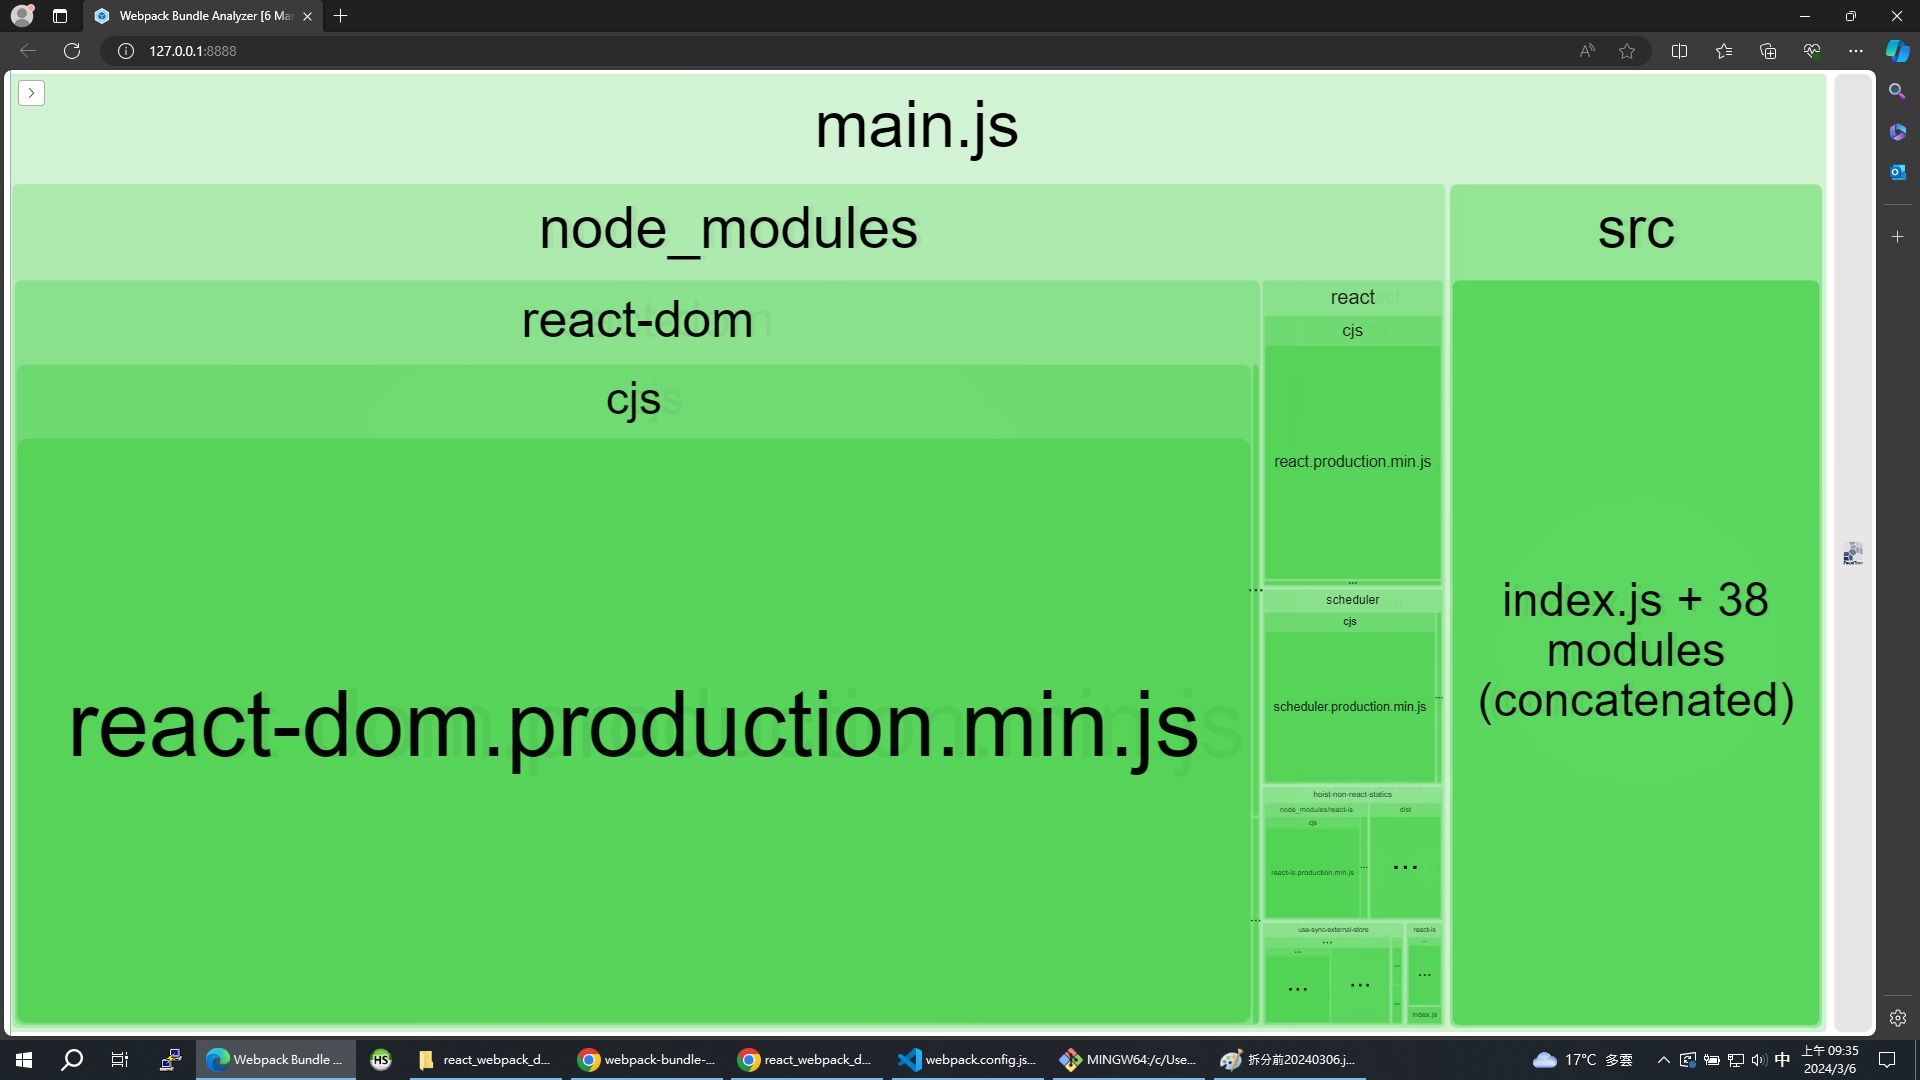 Webpack Bundle Analyzer [6 Mar
127.0.0.1:8888
main.js
node_modules
src
react-dom
react
cjs
cjs
react.production.min.js
index.js + 38
modules
(concatenated)
scheduler
cjs
react-dom.production.min.js
scheduler.production.min.js
hoist-non-react-statics
node_modules/react-is
dist
cjs
...
react-is.production.min.js
use-sync-external-store
react-is
...
...
...
index.js
Webpack Bundle ...
HS
react_webpack_d...
webpack-bundle-...
react_webpack_d...
webpack.config.js...
MINGW64:/c/Use...
拆分前20240306.j...
17°C 多雲
中
上午 09:35
2024/3/6